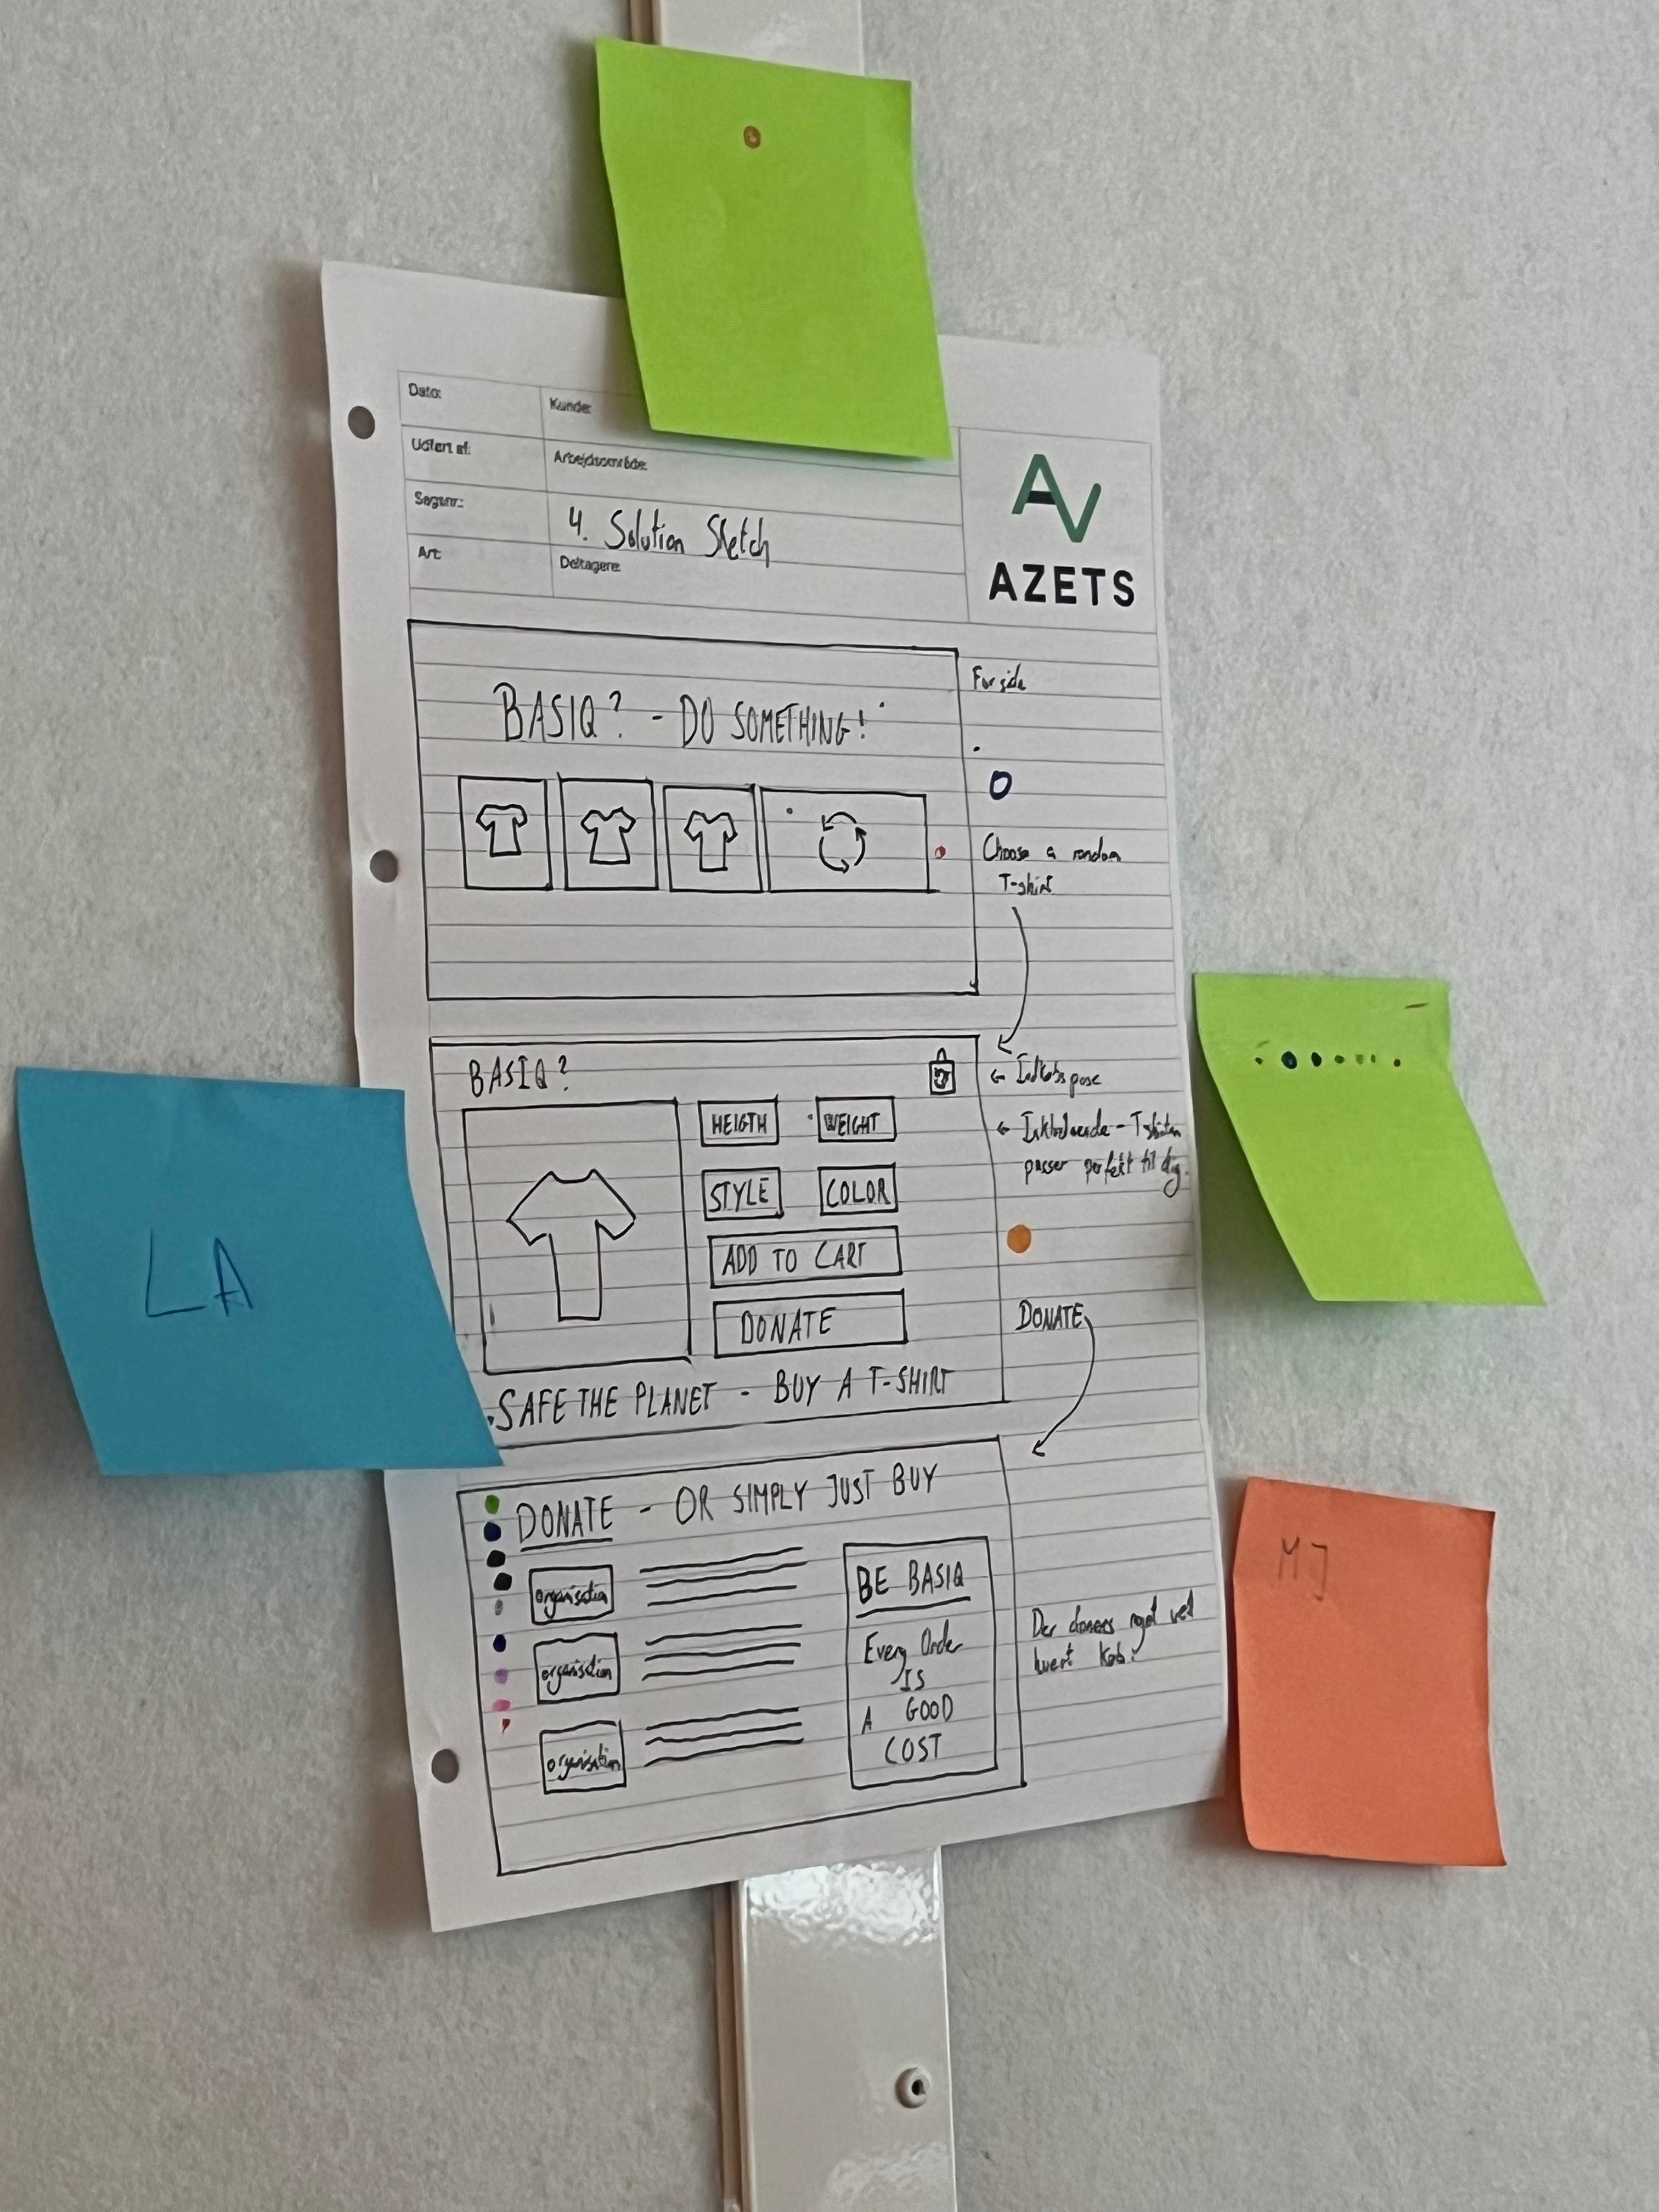 Dato:
Kunde:
Udført af:
Arbejdsområde:
Sagsnr.:
4. Solution Sketch
Art:
Deltagere:
AZETS
Forside
BASIQ? - DO SOMETHING!
Choose a random
T-shirt
BASIQ?
← Indkøbspose
HEIGTH
WEIGHT
← Inkluderende - T-shirten
passer perfekt til dig.
STYLE
COLOR
ADD TO CART
DONATE
DONATE
SAFE THE PLANET - BUY A T-SHIRT
DONATE - OR SIMPLY JUST BUY
organisation
organisation
organisation
BE BASIQ
Every Order
IS
A GOOD
COST
Der doneres noget ved
hvert køb.
LA
MJ